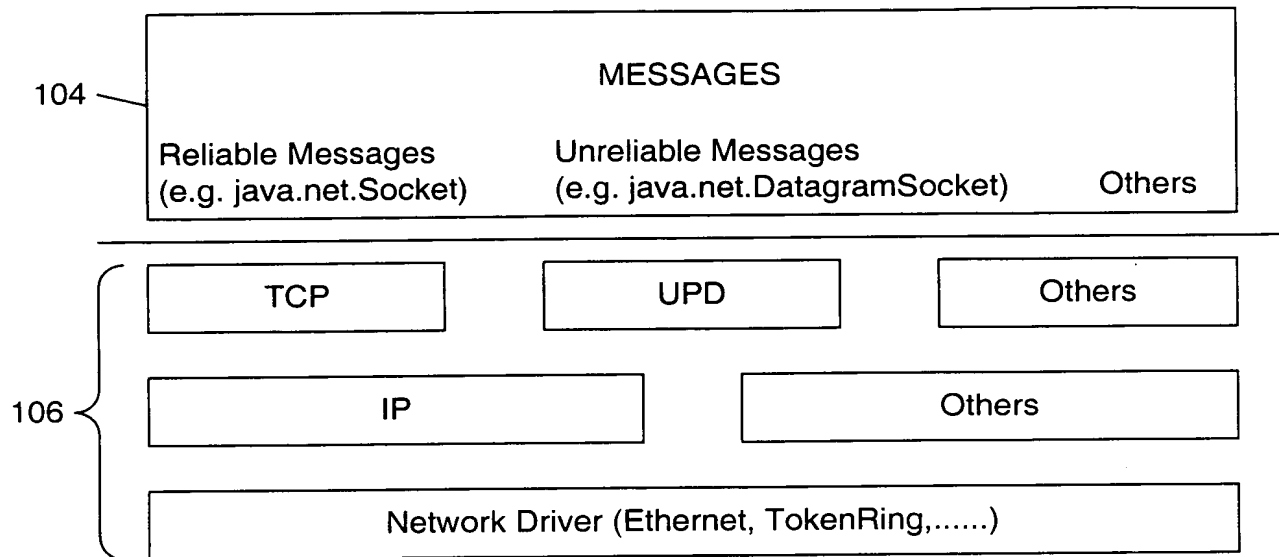 MESSAGES
104
Reliable Messages
(e.g. java.net.Socket)
Unreliable Messages
(e.g. java.net.DatagramSocket)
Others
TCP
UPD
Others
106
IP
Others
Network Driver (Ethernet, TokenRing,......)